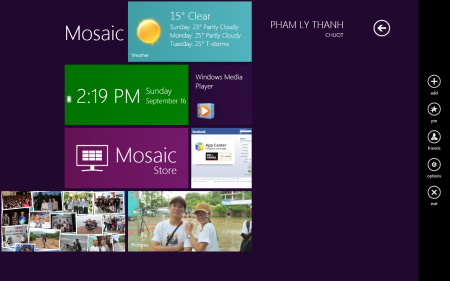 Mosaic
15° Clear
Sunday: 23° Partly Cloudy
Monday: 25° Partly Cloudy
Tuesday: 25° T-storms
Weather
PHAM LY THANH
CHUOT
2:19 PM
Sunday
September 16
Windows Media
Player
Mosaic
Store
facebook
App Center
Pictures
add
pin
friends
options
exit